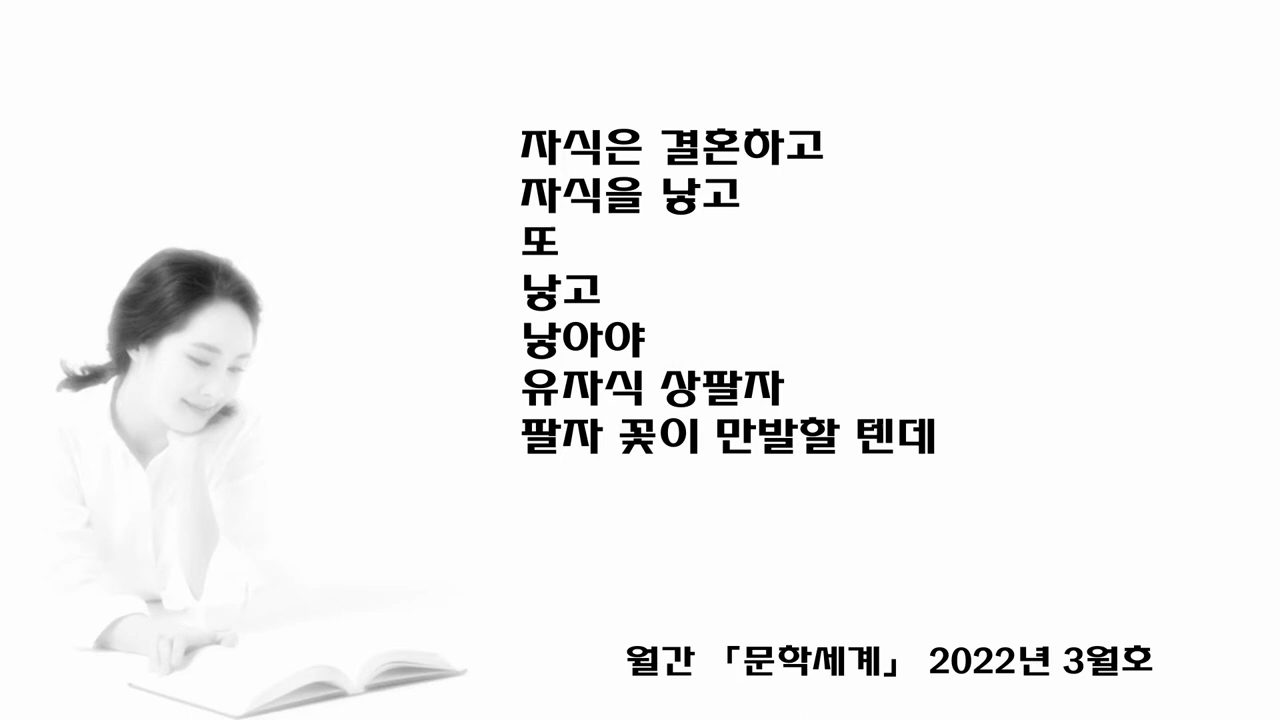 자식은 결혼하고
자식을 낳고
또
낳고
낳아야
유자식 상팔자
팔자 꽃이 만발할 텐데
월간 「문학세계」 2022년 3월호